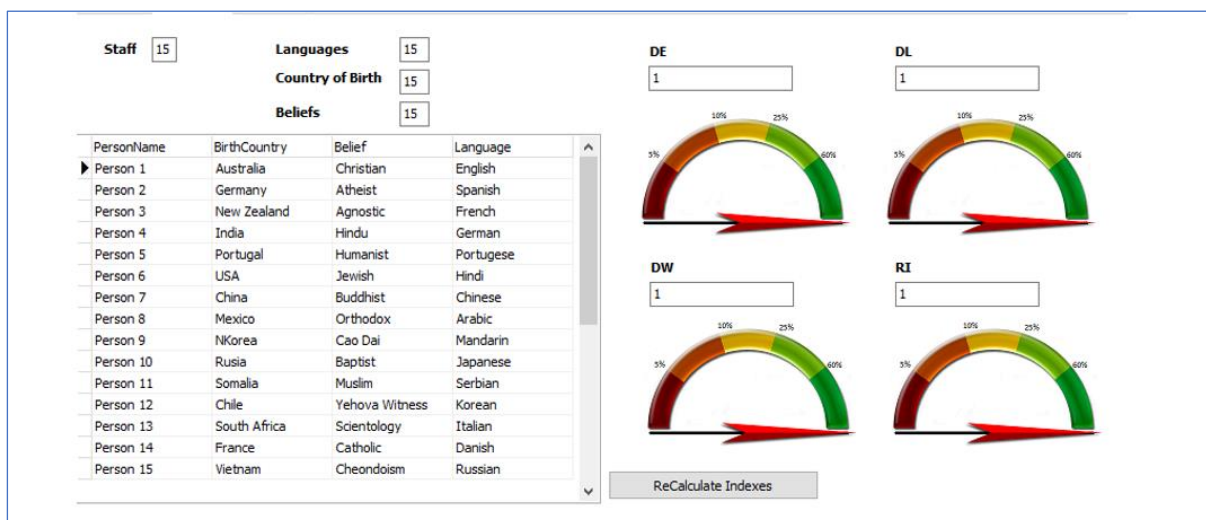 Staff 15
Languages 15
Country of Birth 15
Beliefs 15
PersonName BirthCountry Belief Language
Person 1 Australia Christian English
Person 2 Germany Atheist Spanish
Person 3 New Zealand Agnostic French
Person 4 India Hindu German
Person 5 Portugal Humanist Portugese
Person 6 USA Jewish Hindi
Person 7 China Buddhist Chinese
Person 8 Mexico Orthodox Arabic
Person 9 NKorea Cao Dai Mandarin
Person 10 Rusia Baptist Japanese
Person 11 Somalia Muslim Serbian
Person 12 Chile Yehova Witness Korean
Person 13 South Africa Scientology Italian
Person 14 France Catholic Danish
Person 15 Vietnam Cheondoism Russian
DE
1
5% 10% 25% 60%
DL
1
5% 10% 25% 60%
DW
1
5% 10% 25% 60%
RI
1
5% 10% 25% 60%
ReCalculate Indexes